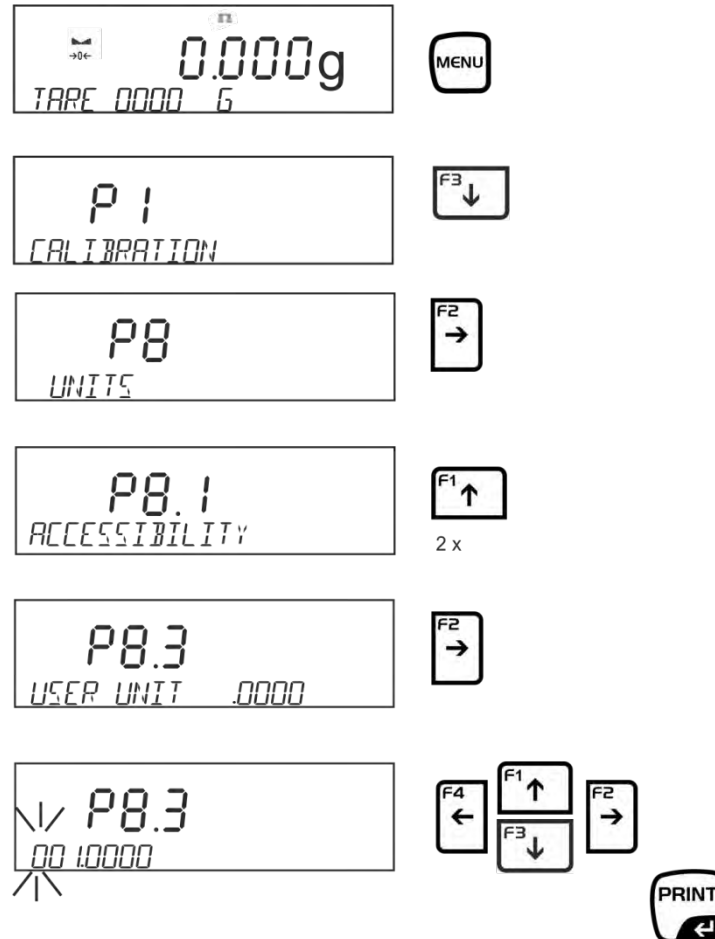 →0←
0.000g
TARE 0000 G
MENU
P1
CALIBRATION
F3
↓
P8
UNITS
F2
→
P8.1
ACCESSIBILITY
F1
↑
2 x
P8.3
USER UNIT .0000
F2
→
P8.3
001.0000
F4
←
F1
↑
F3
↓
F2
→
PRINT